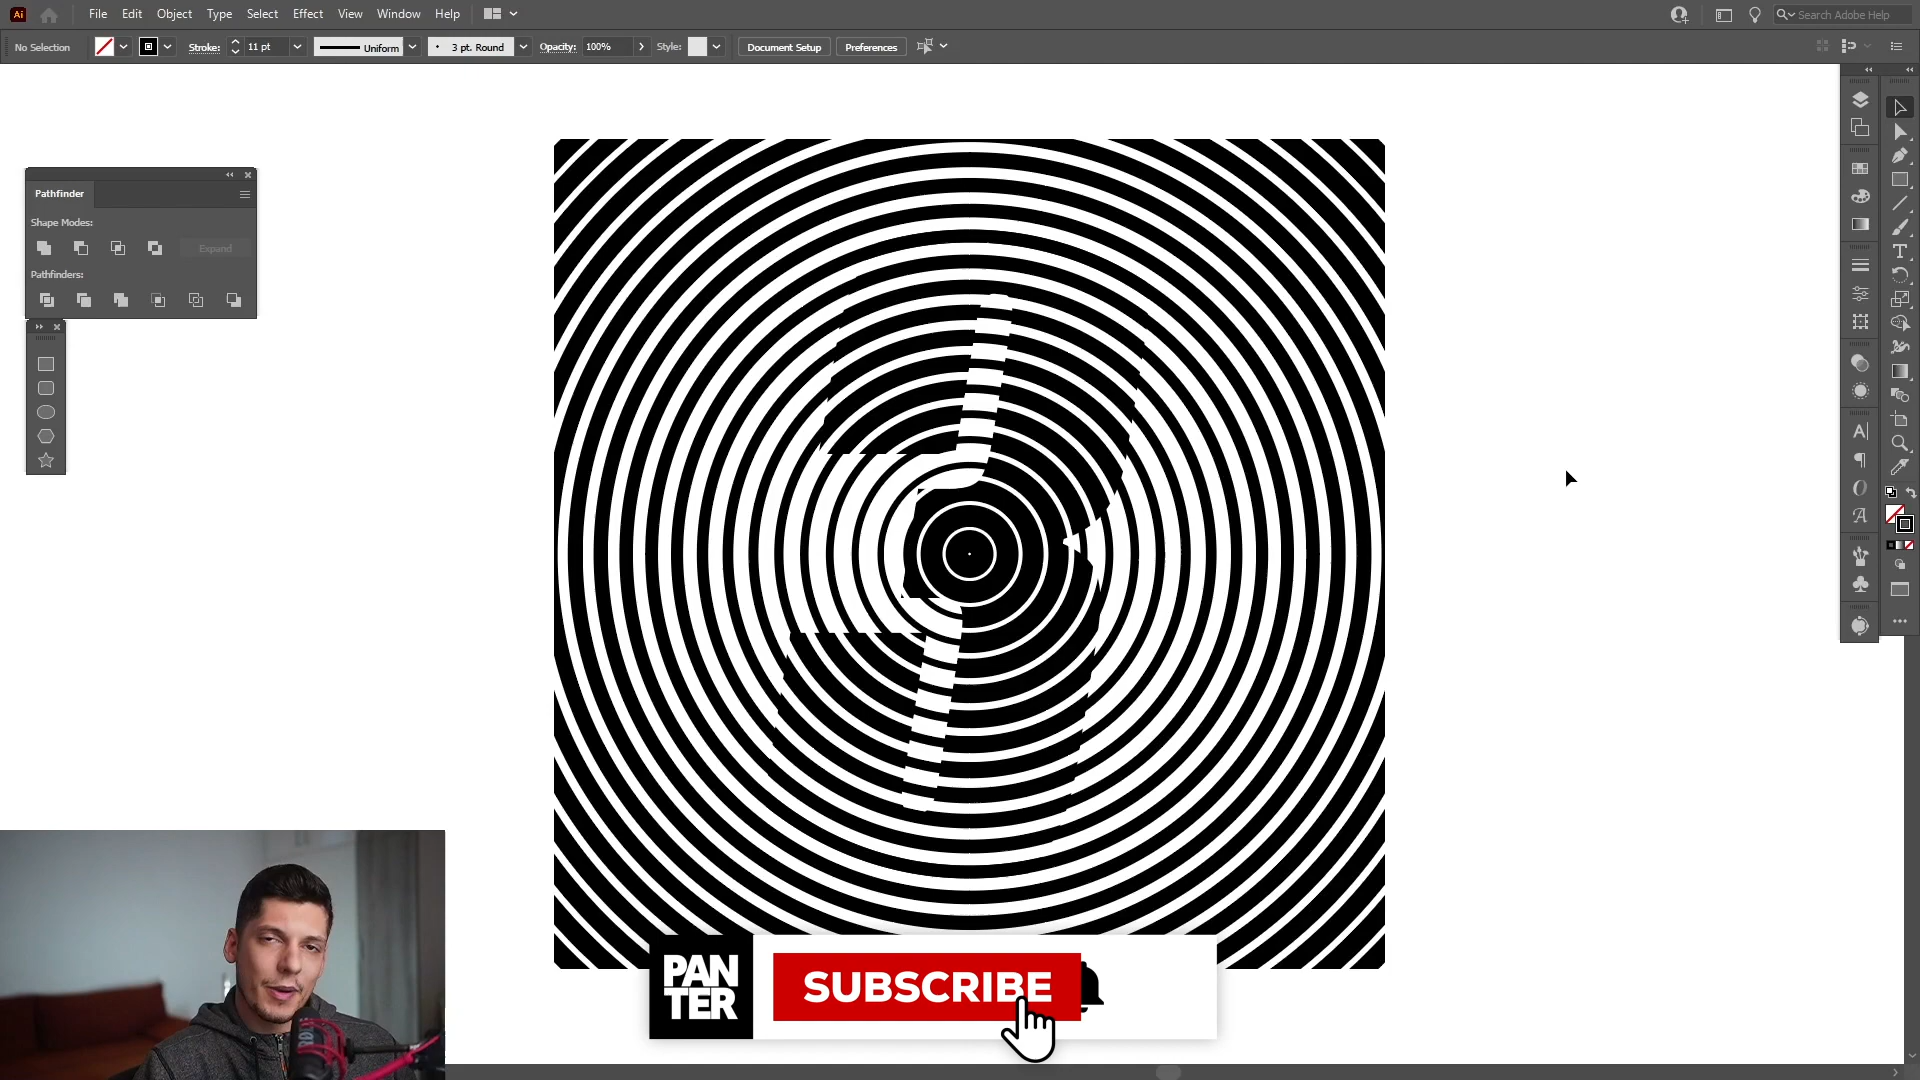 Ai
File Edit Object Type Select Effect View Window Help
Search Adobe Help
No Selection
Stroke: 11 pt
Uniform
3 pt. Round
Opacity: 100%
Style:
Document Setup
Preferences
Pathfinder
Shape Modes:
Expand
Pathfinders:
PAN
TER
SUBSCRIBE